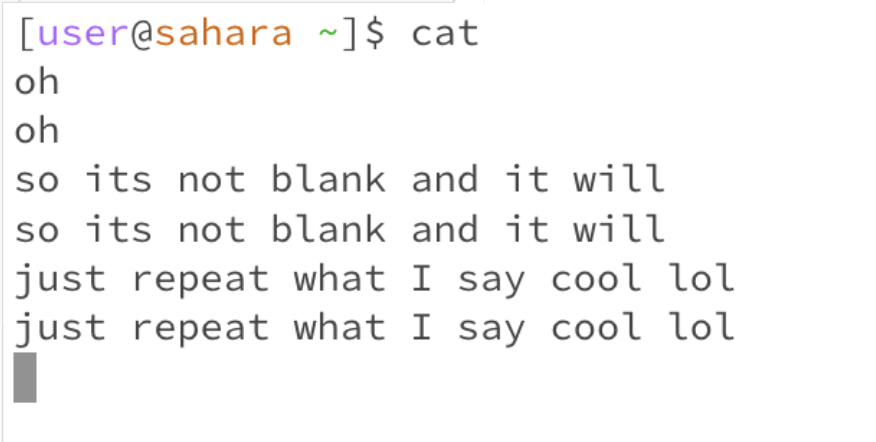 [user@sahara ~]$ cat
oh
oh
so its not blank and it will
so its not blank and it will
just repeat what I say cool lol
just repeat what I say cool lol